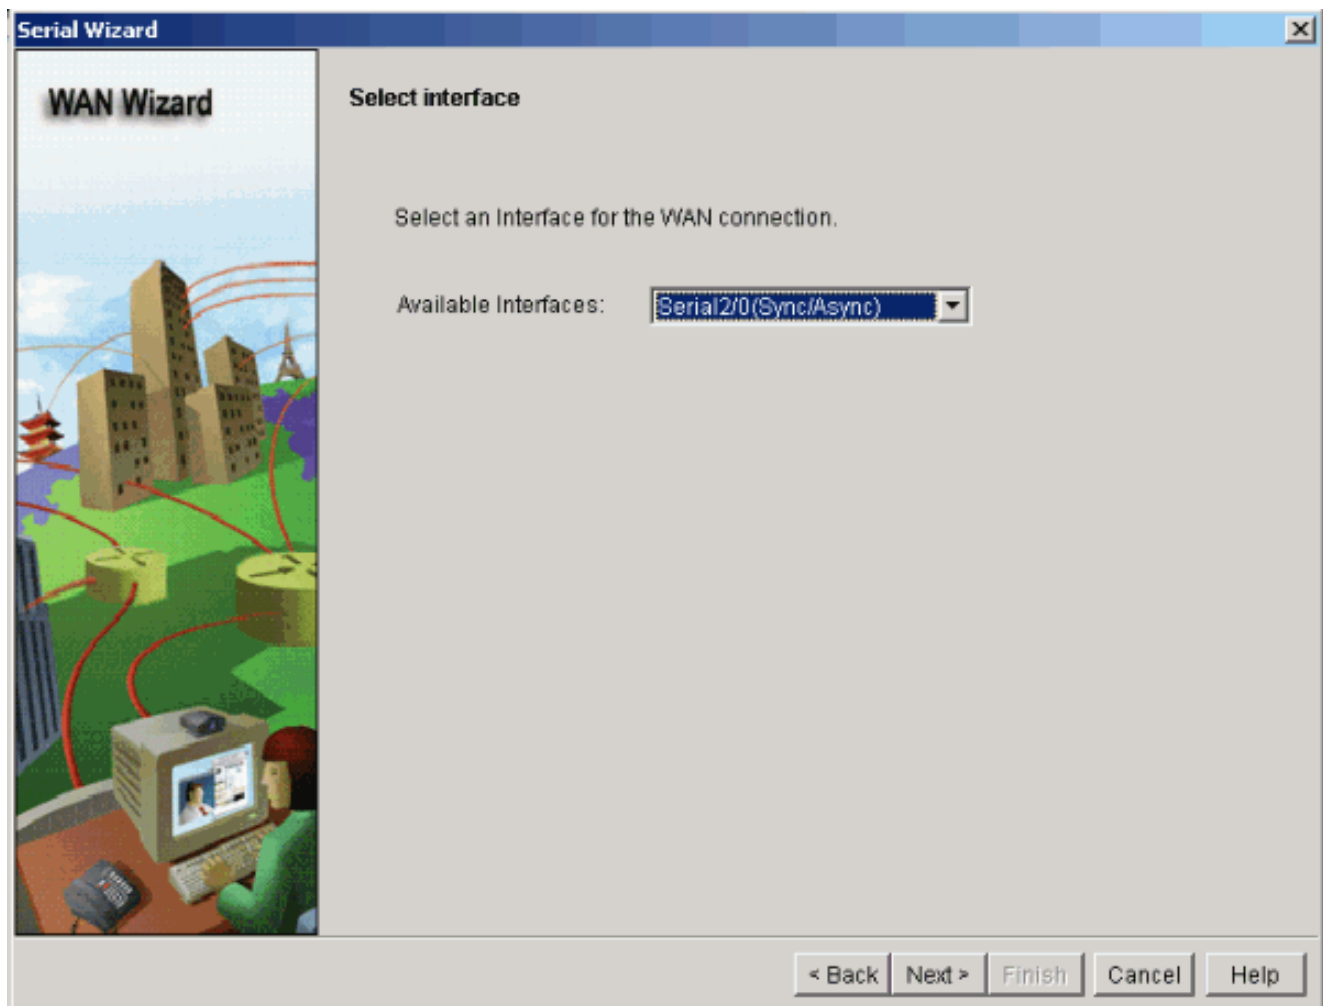 Serial Wizard
WAN Wizard
Select interface
Select an Interface for the WAN connection.
Available Interfaces: Serial2/0(Sync/Async)
< Back Next > Finish Cancel Help